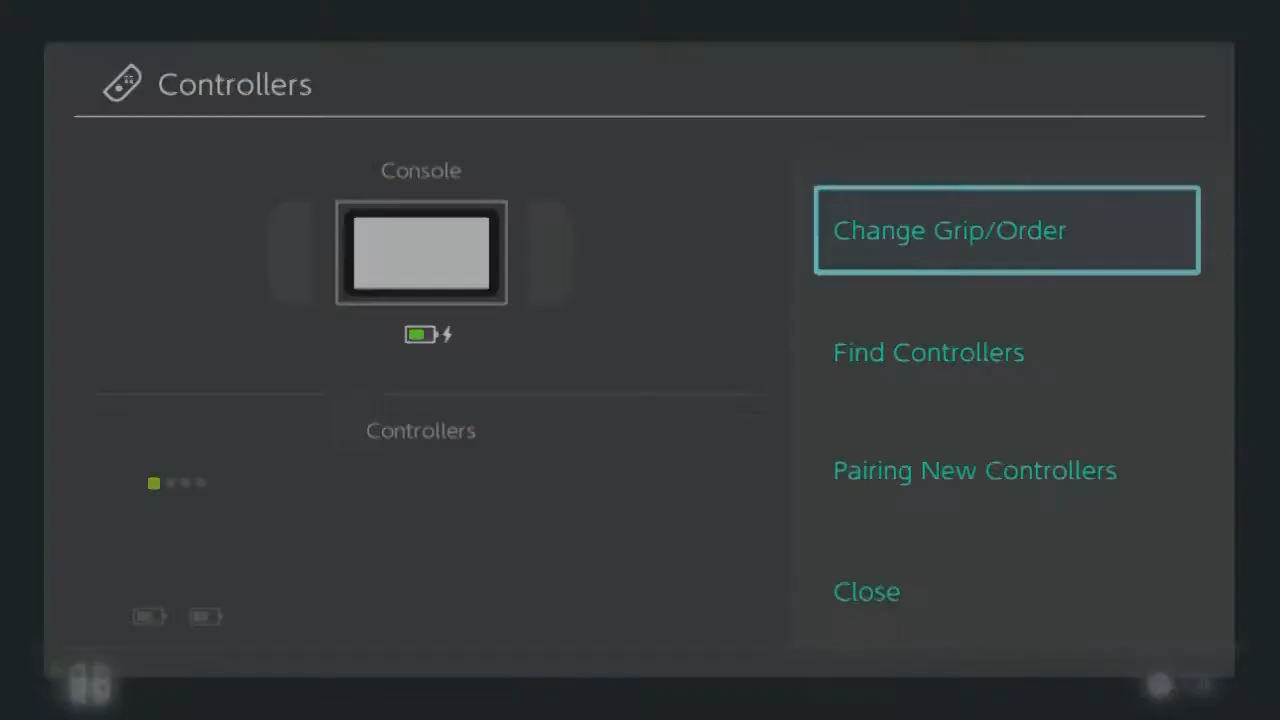 Controllers
Console
Change Grip/Order
Find Controllers
Controllers
Pairing New Controllers
Close